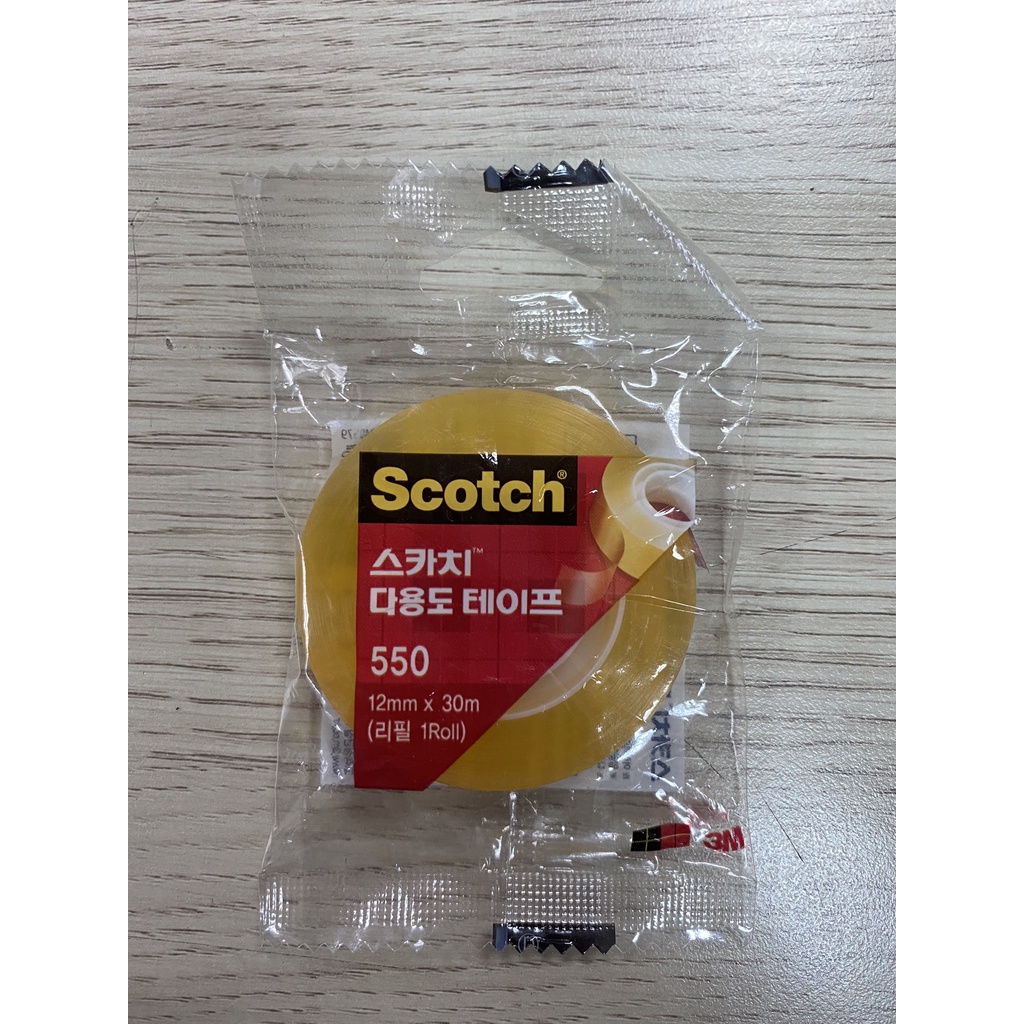 Scotch®
스카치™
다용도 테이프
550
12mm x 30m
(리필 1Roll)
3M